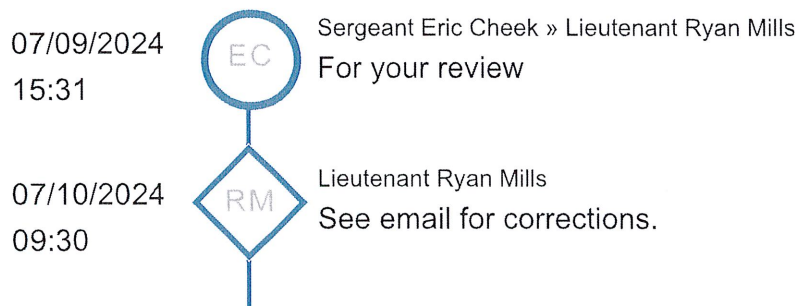 07/09/2024
15:31
EC
Sergeant Eric Cheek » Lieutenant Ryan Mills
For your review
07/10/2024
09:30
RM
Lieutenant Ryan Mills
See email for corrections.